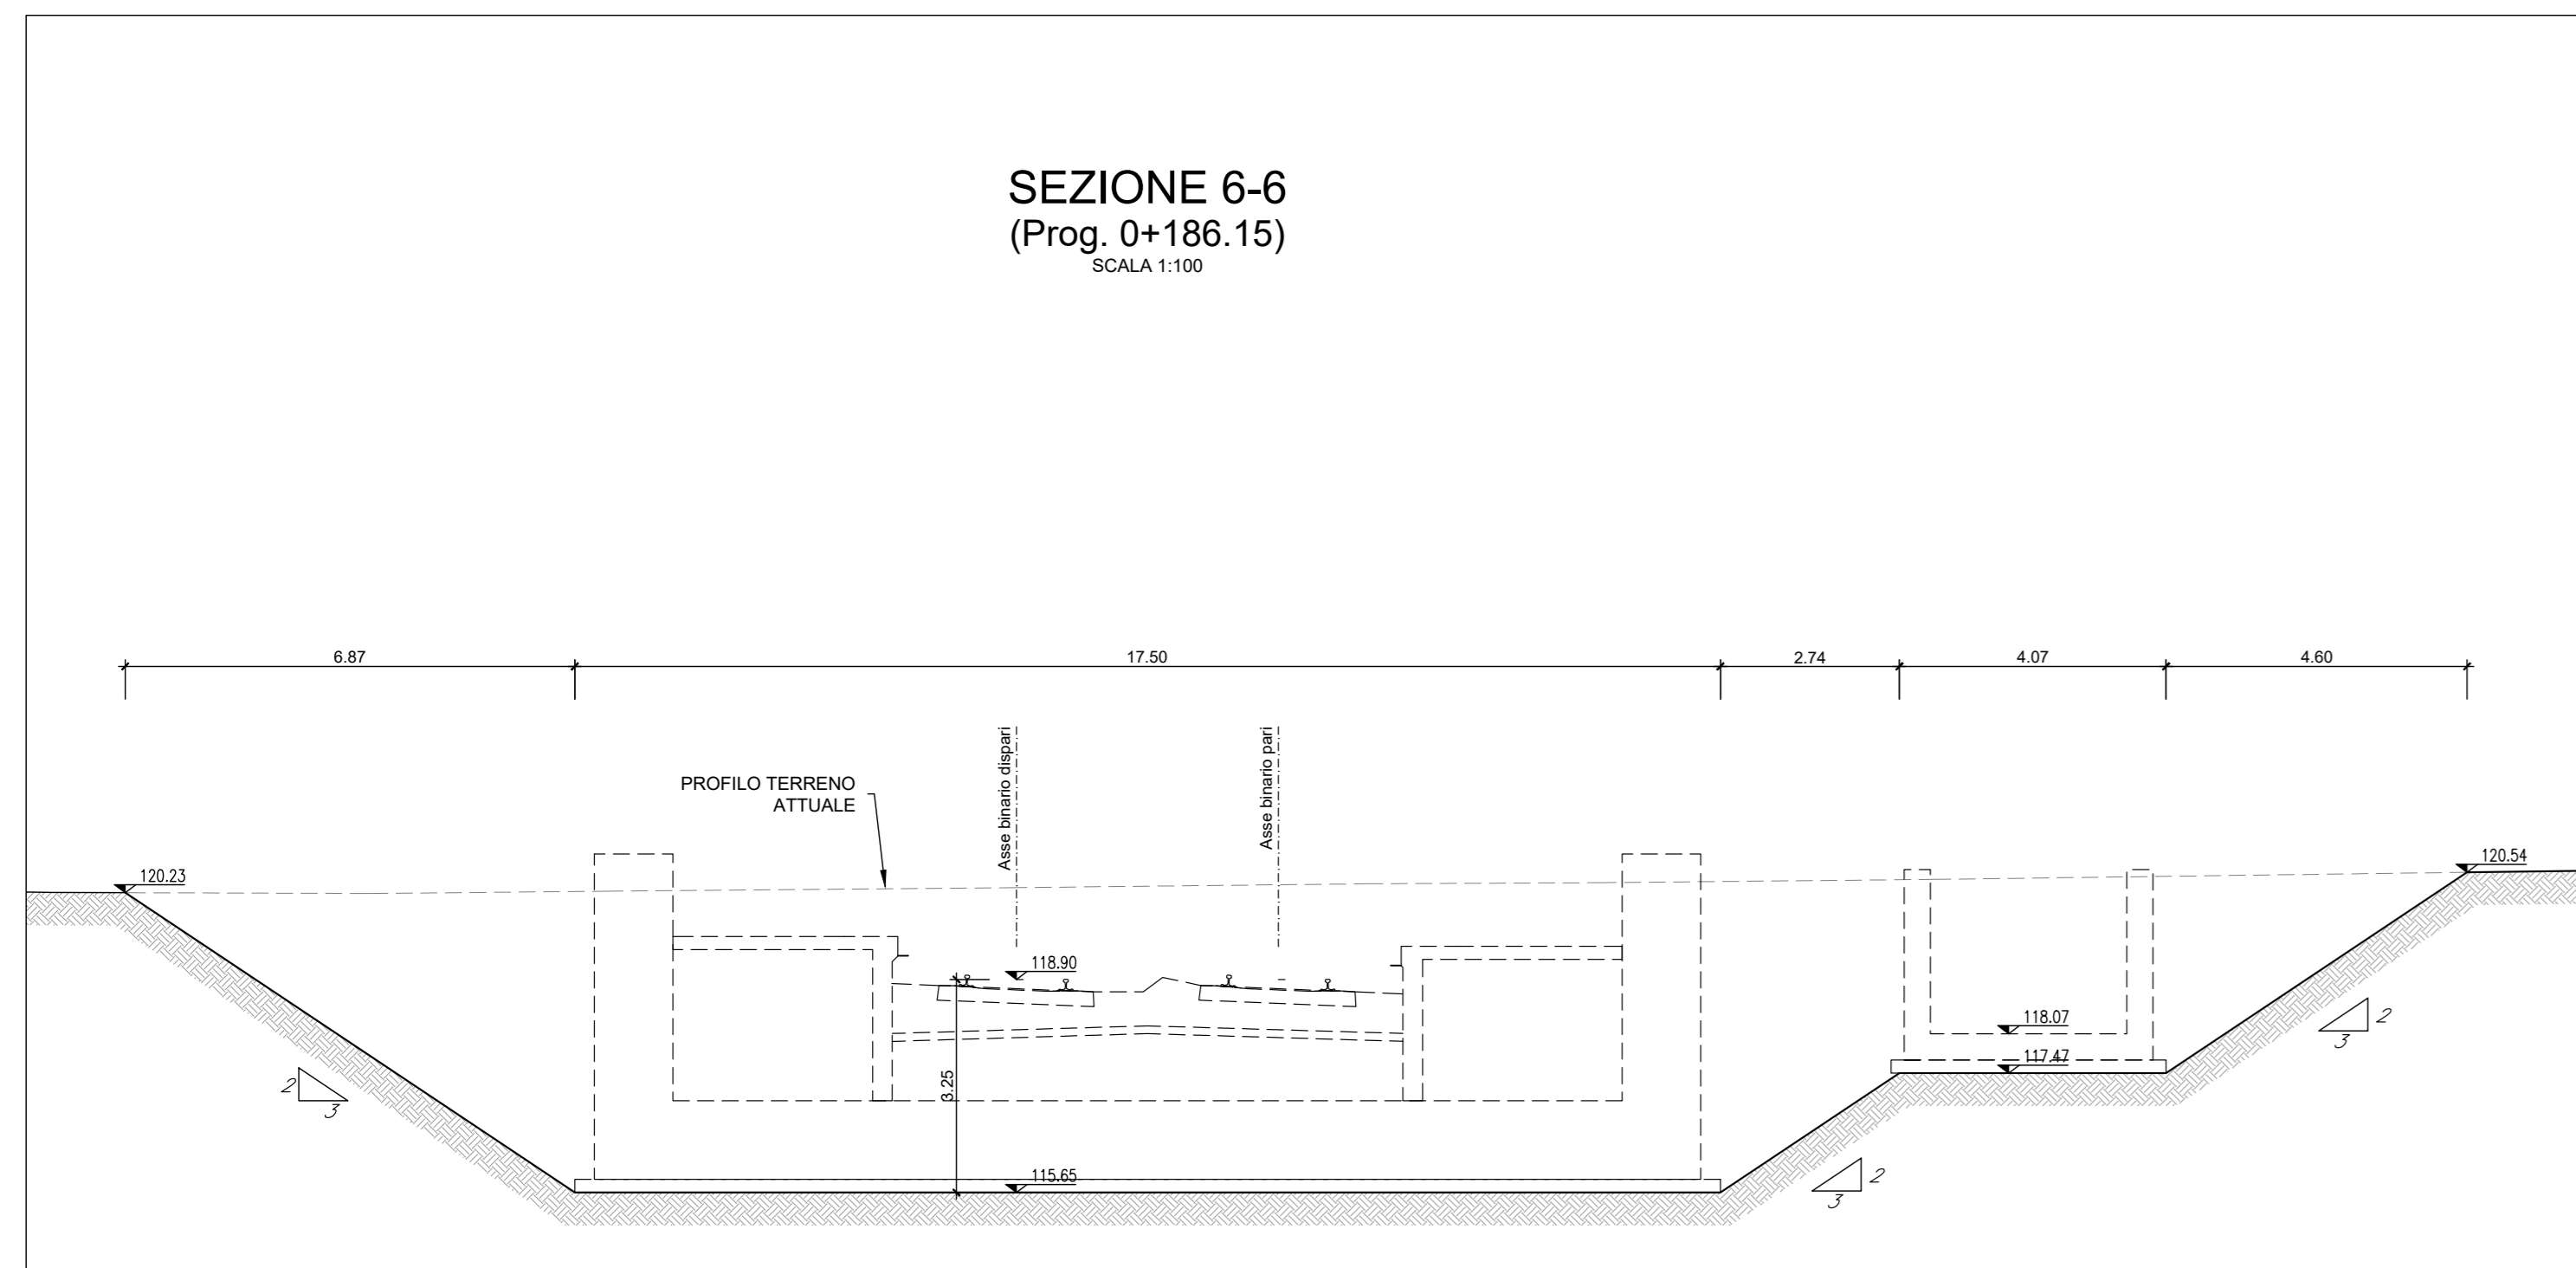 SEZIONE 6-6
(Prog. 0+186.15)
SCALA 1:100
6.87
17.50
2.74
4.07
4.60
Asse binario dispari
Asse binario pari
PROFILO TERRENO
ATTUALE
120.23
120.54
118.90
118.07
117.47
3.25
115.65
2
3
2
3
2
3